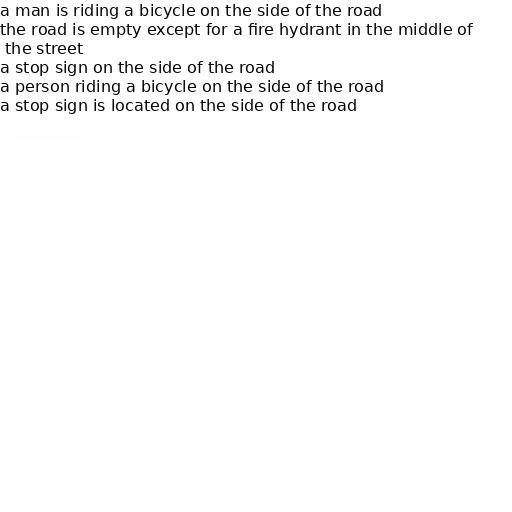 a man is riding a bicycle on the side of the road
the road is empty except for a fire hydrant in the middle of
the street
a stop sign on the side of the road
a person riding a bicycle on the side of the road
a stop sign is located on the side of the road